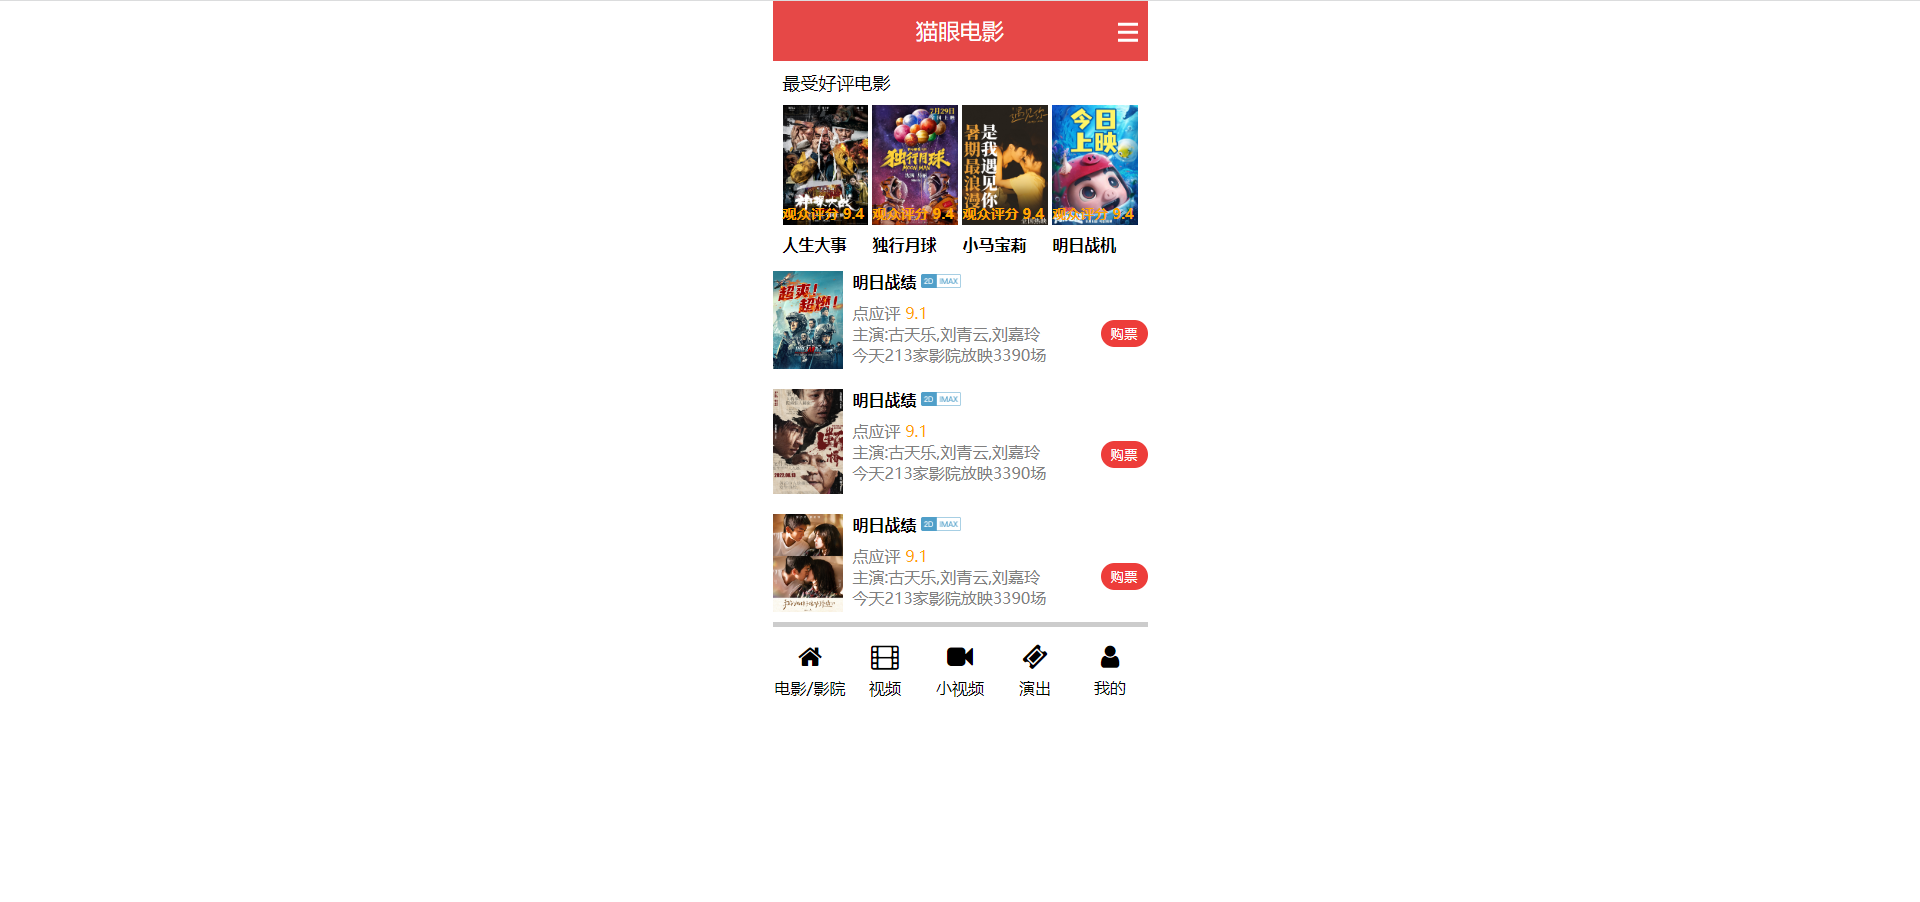 猫眼电影
最受好评电影
7月29日
独行月球
MOON MAN
是我遇见你
暑期最浪漫
今日上映
观众评分 9.4 观众评分 9.4 观众评分 9.4 观众评分 9.4
人生大事 独行月球 小马宝莉 明日战机
超爽!
超燃!
明日战绩 2D IMAX
点应评 9.1
主演:古天乐,刘青云,刘嘉玲
今天213家影院放映3390场
购票
明日战绩 2D IMAX
点应评 9.1
主演:古天乐,刘青云,刘嘉玲
今天213家影院放映3390场
购票
明日战绩 2D IMAX
点应评 9.1
主演:古天乐,刘青云,刘嘉玲
今天213家影院放映3390场
购票
电影/影院 视频 小视频 演出 我的